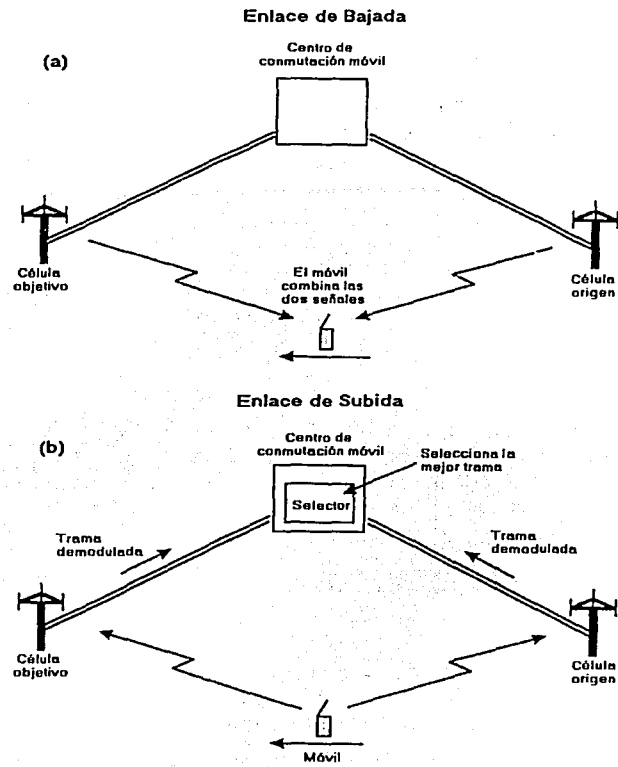 Enlace de Bajada
(a)
Centro de
conmutación móvil
Célula
objetivo
El móvil
combina las
dos señales
Célula
origen
Enlace de Subida
(b)
Centro de
conmutación móvil
Selecciona la
mejor trama
Selector
Trama
demodulada
Trama
demodulada
Célula
objetivo
Célula
origen
Móvil